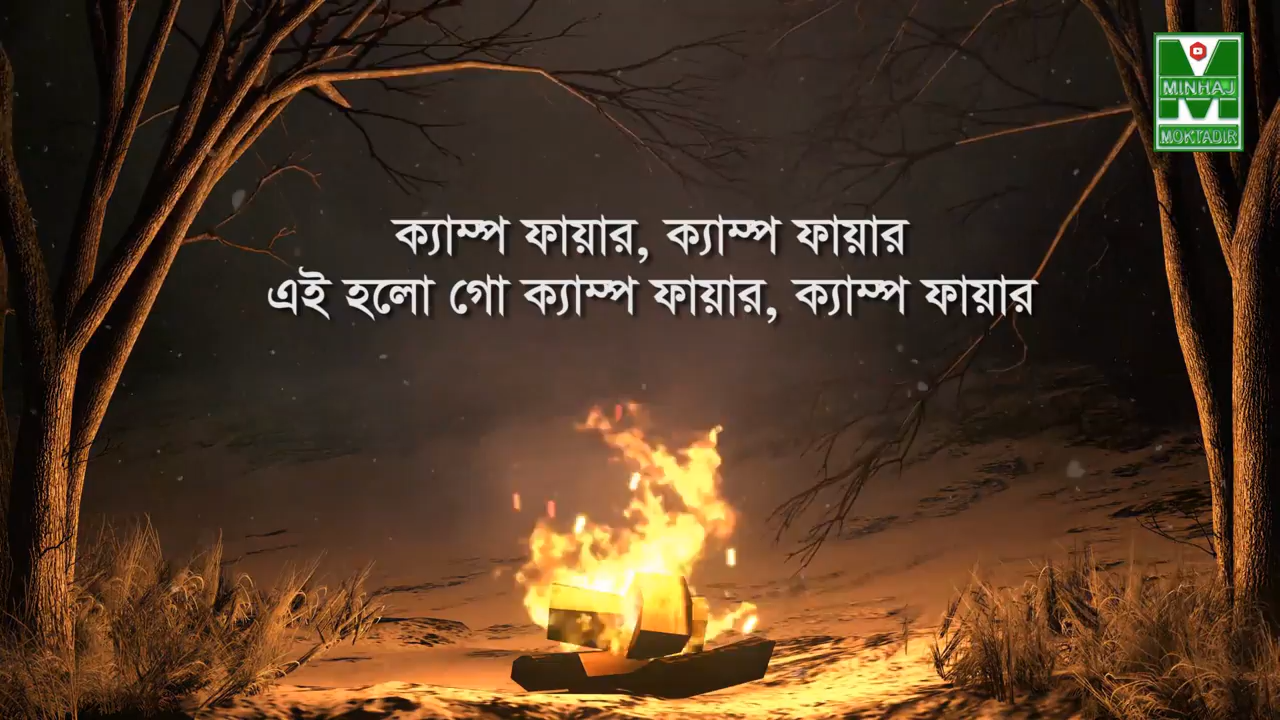 MINHAJ
MOKTADIR
ক্যাম্প ফায়ার, ক্যাম্প ফায়ার
এই হলো গো ক্যাম্প ফায়ার, ক্যাম্প ফায়ার